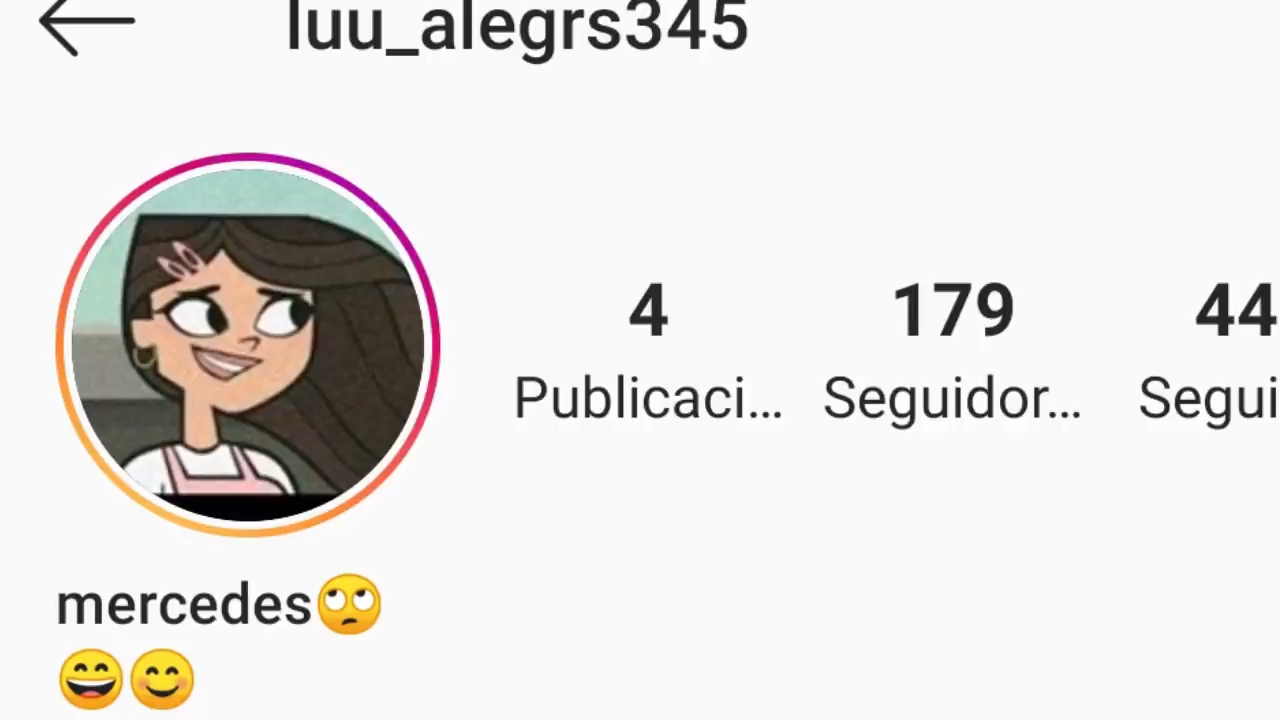 luu_alegrs345
4 179 44
Publicaci... Seguidor... Segui
mercedes🙄
😄😊